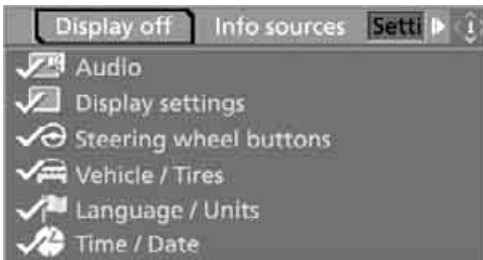 Display off Info sources Setti
Audio
Display settings
Steering wheel buttons
Vehicle / Tires
Language / Units
Time / Date